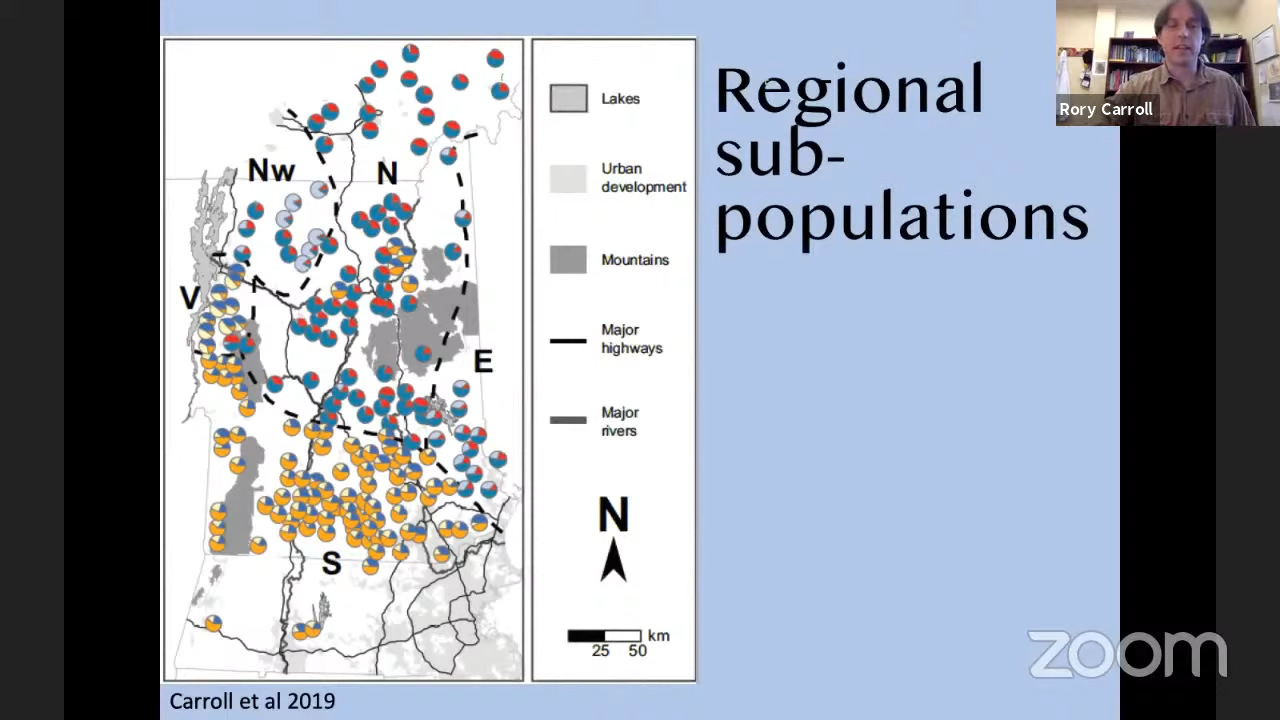 Regional
sub-
populations
Rory Carroll
Nw
N
V
E
S
Lakes
Urban
development
Mountains
Major
highways
Major
rivers
N
km
25 50
Carroll et al 2019
zoom